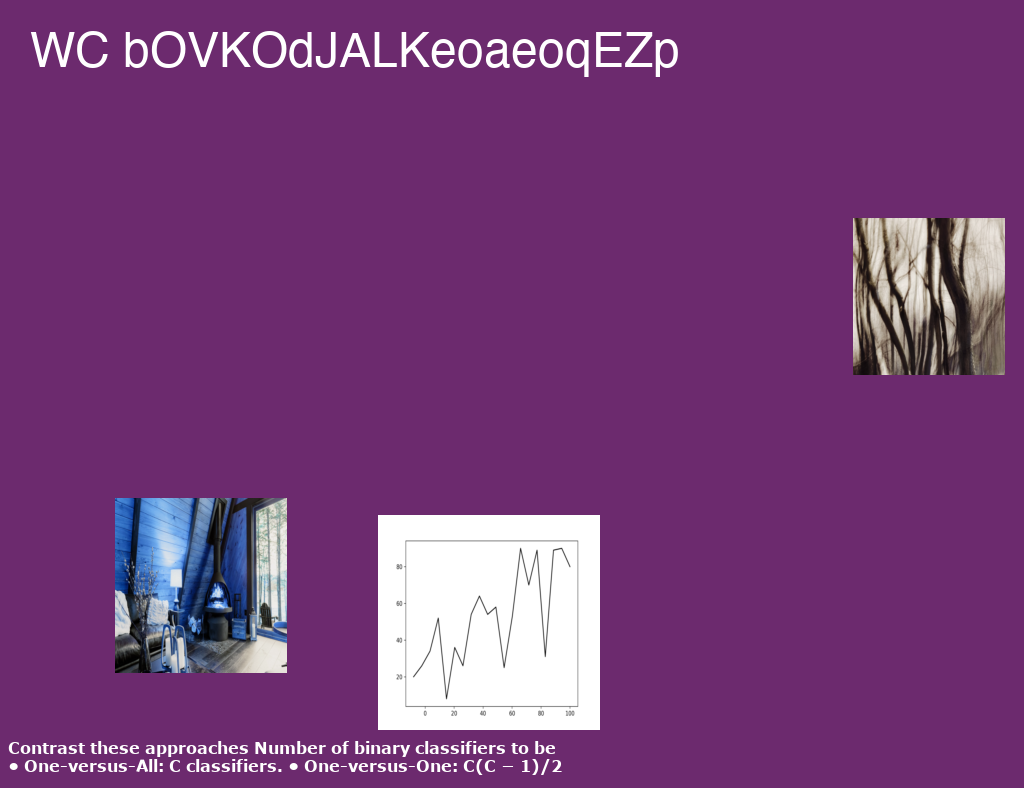 WC bOVKOdJALKeoaeoqEZp
80
60
40
20
0 20 40 60 80 100
Contrast these approaches Number of binary classifiers to be
● One-versus-All: C classifiers. ● One-versus-One: C(C − 1)/2